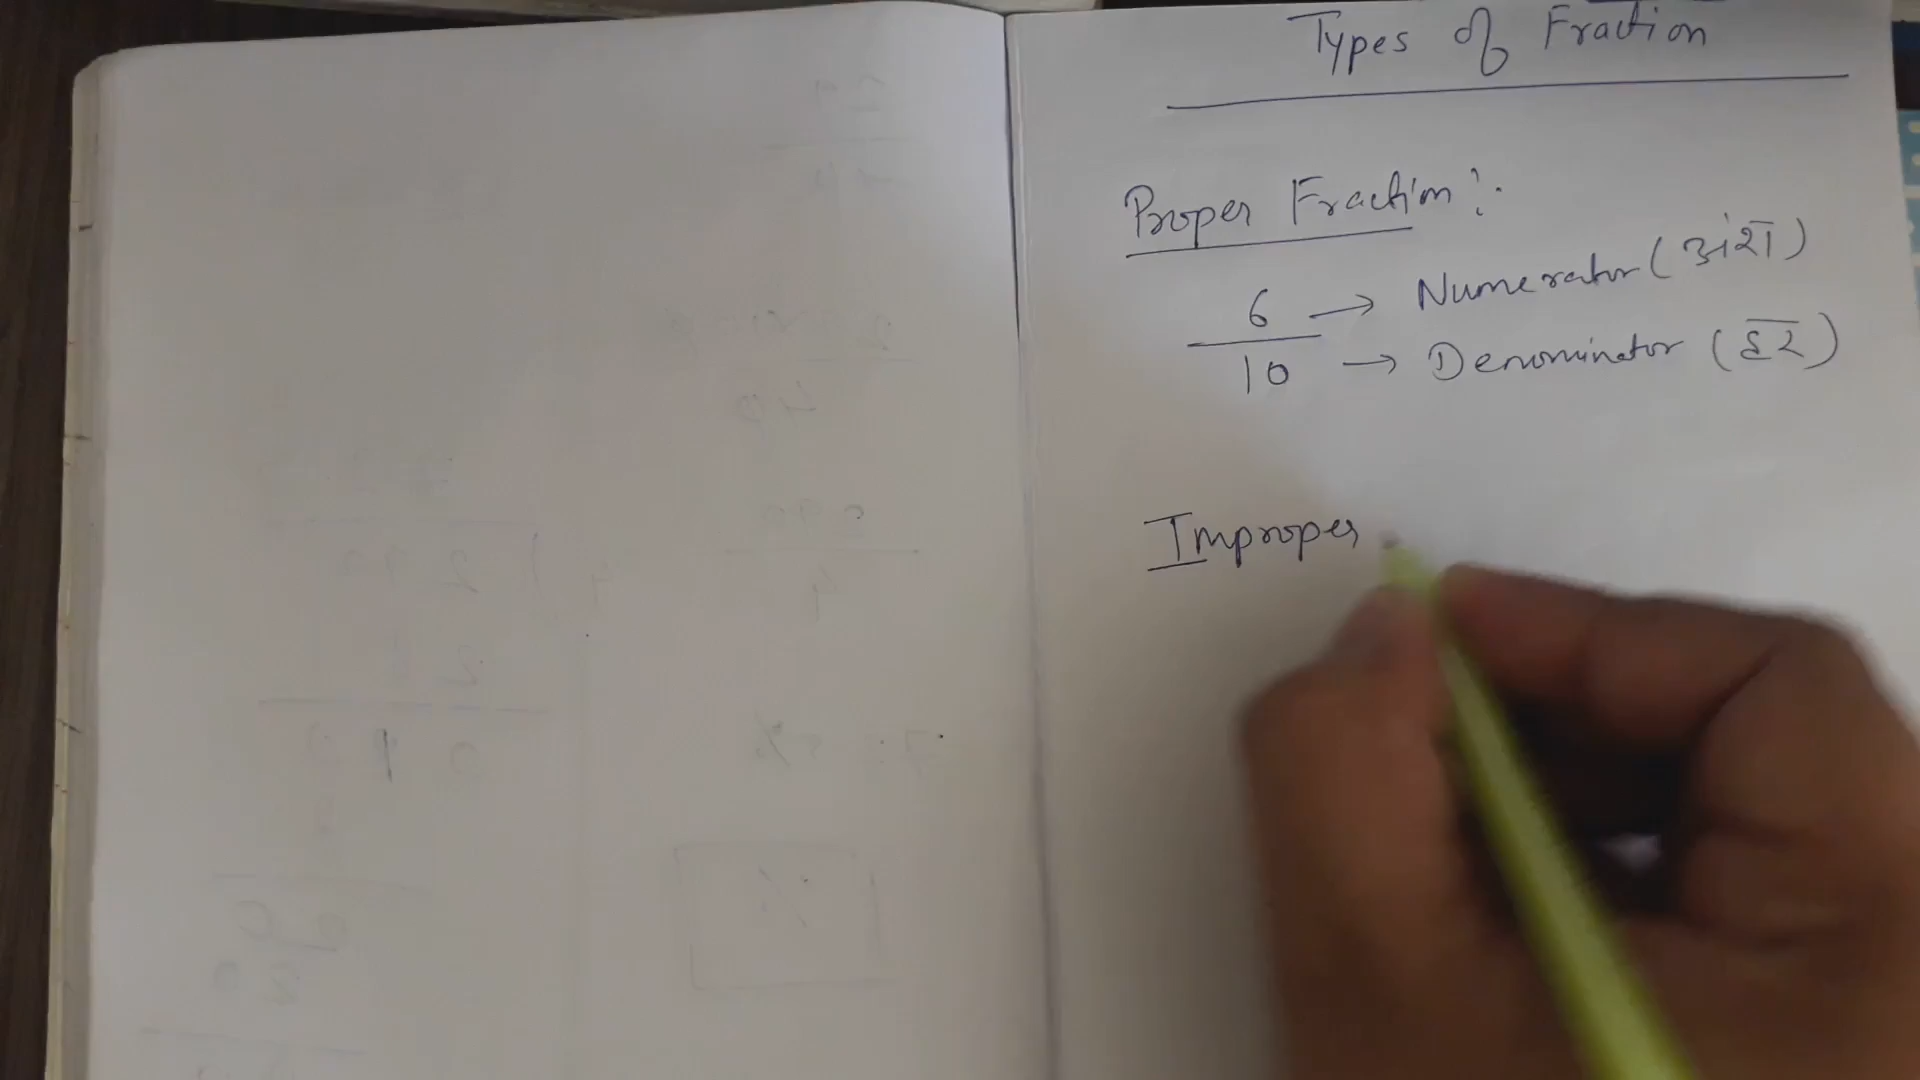 Types of Fraction
Proper Fraction :-
6 → Numerator (अंश)
10 → Denominator (हर)
Improper